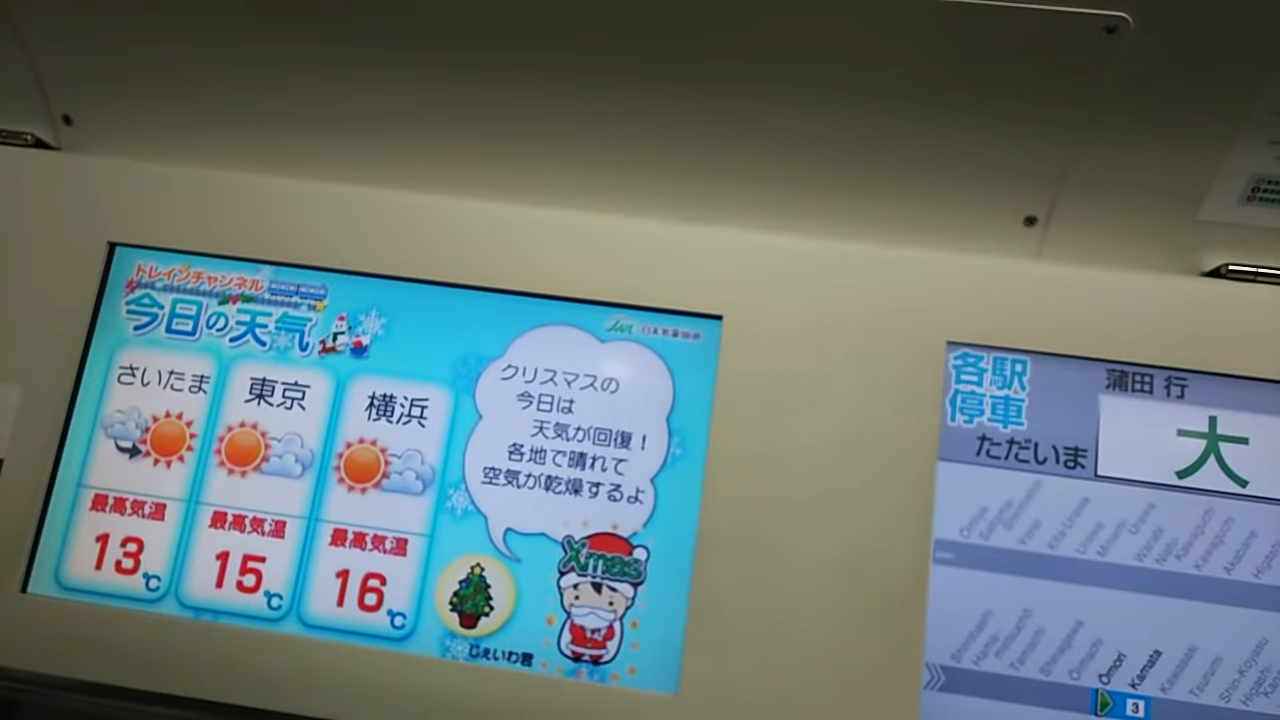 トレインチャンネル
今日の天気
日本気象協会
さいたま
東京
横浜
最高気温
13℃
最高気温
15℃
最高気温
16℃
クリスマスの
今日は
天気が回復！
各地で晴れて
空気が乾燥するよ
Xmas
じぇいわ君
各駅
停車
蒲田 行
ただいま
大
Omiya
Yono
Kita-Urawa
Urawa
Minami-
Urawa
Warabi
Nishi-
Kawaguchi
Kawaguchi
Akabane
Higashi-
Shimbashi
Hama-
matsucho
Tamachi
Shinagawa
Oimachi
Omori
Kamata
Kawasaki
Tsurumi
Shin-Koyasu
Higashi-
3